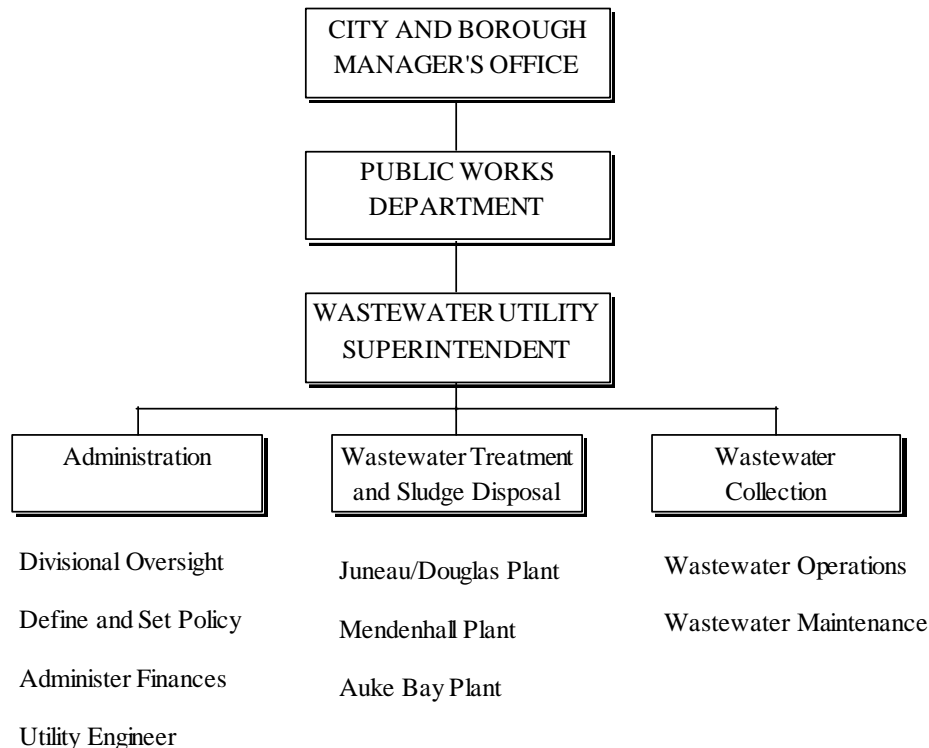 CITY AND BOROUGH
MANAGER'S OFFICE
PUBLIC WORKS
DEPARTMENT
WASTEWATER UTILITY
SUPERINTENDENT
Administration
Wastewater Treatment
and Sludge Disposal
Wastewater
Collection
Divisional Oversight
Define and Set Policy
Administer Finances
Utility Engineer
Juneau/Douglas Plant
Mendenhall Plant
Auke Bay Plant
Wastewater Operations
Wastewater Maintenance